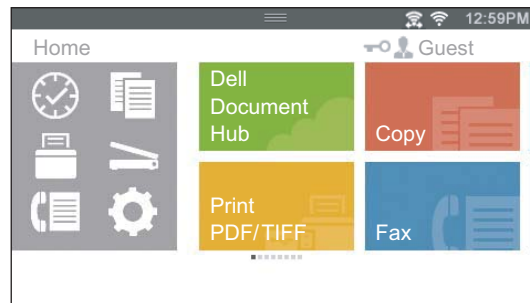 12:59PM
Home
Guest
Dell
Document
Hub
Copy
Print
PDF/TIFF
Fax